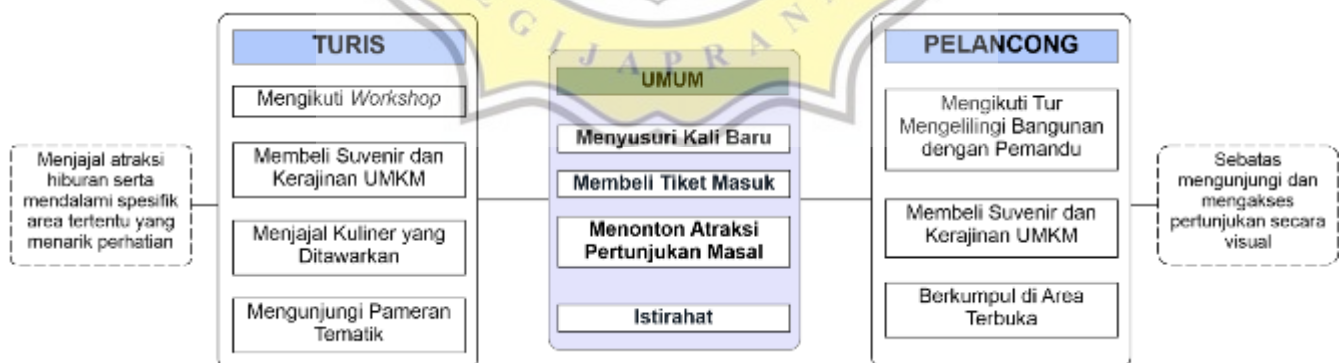 GIJAPRANA
TURIS
Mengikuti Workshop
Membeli Suvenir dan
Kerajinan UMKM
Menjajal Kuliner yang
Ditawarkan
Mengunjungi Pameran
Tematik
Menjajal atraksi
hiburan serta
mendalami spesifik
area tertentu yang
menarik perhatian
UMUM
Menyusuri Kali Baru
Membeli Tiket Masuk
Menonton Atraksi
Pertunjukan Masal
Istirahat
PELANCONG
Mengikuti Tur
Mengelilingi Bangunan
dengan Pemandu
Membeli Suvenir dan
Kerajinan UMKM
Berkumpul di Area
Terbuka
Sebatas
mengunjungi dan
mengakses
pertunjukan secara
visual